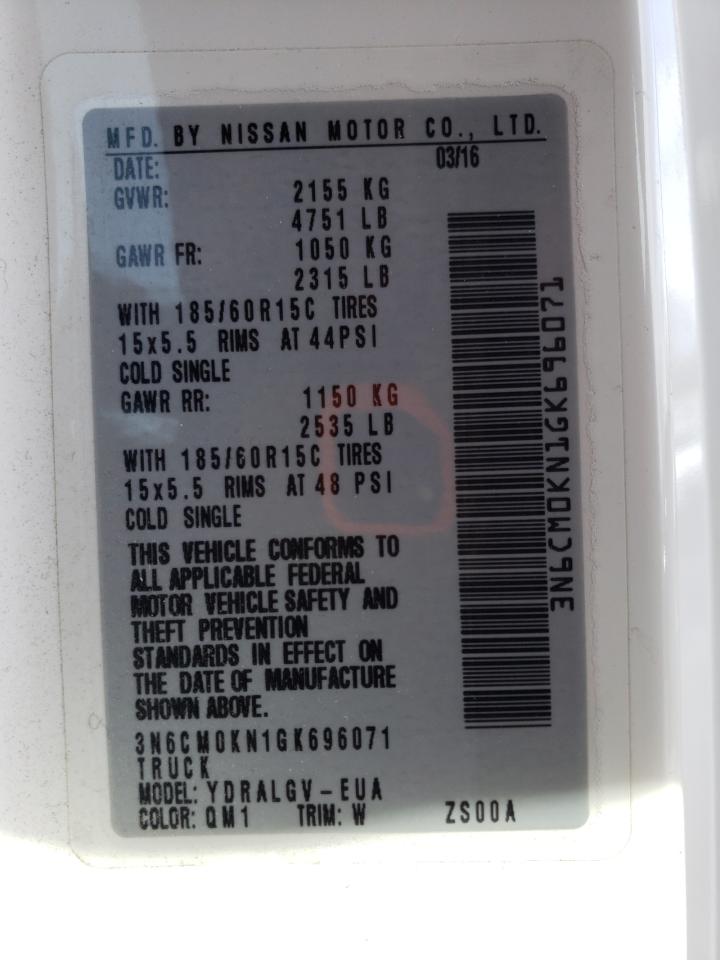 MFD. BY NISSAN MOTOR CO., LTD.
DATE: 03/16
GVWR: 2155 KG
4751 LB
GAWR FR: 1050 KG
2315 LB
WITH 185/60R15C TIRES
15x5.5 RIMS AT 44PSI
COLD SINGLE
GAWR RR: 1150 KG
2535 LB
WITH 185/60R15C TIRES
15x5.5 RIMS AT 48 PSI
COLD SINGLE
THIS VEHICLE CONFORMS TO
ALL APPLICABLE FEDERAL
MOTOR VEHICLE SAFETY AND
THEFT PREVENTION
STANDARDS IN EFFECT ON
THE DATE OF MANUFACTURE
SHOWN ABOVE.
3N6CM0KN1GK696071
TRUCK
MODEL: YDRALGV-EUA
COLOR: QM1 TRIM: W ZS00A
3N6CM0KN1GK696071